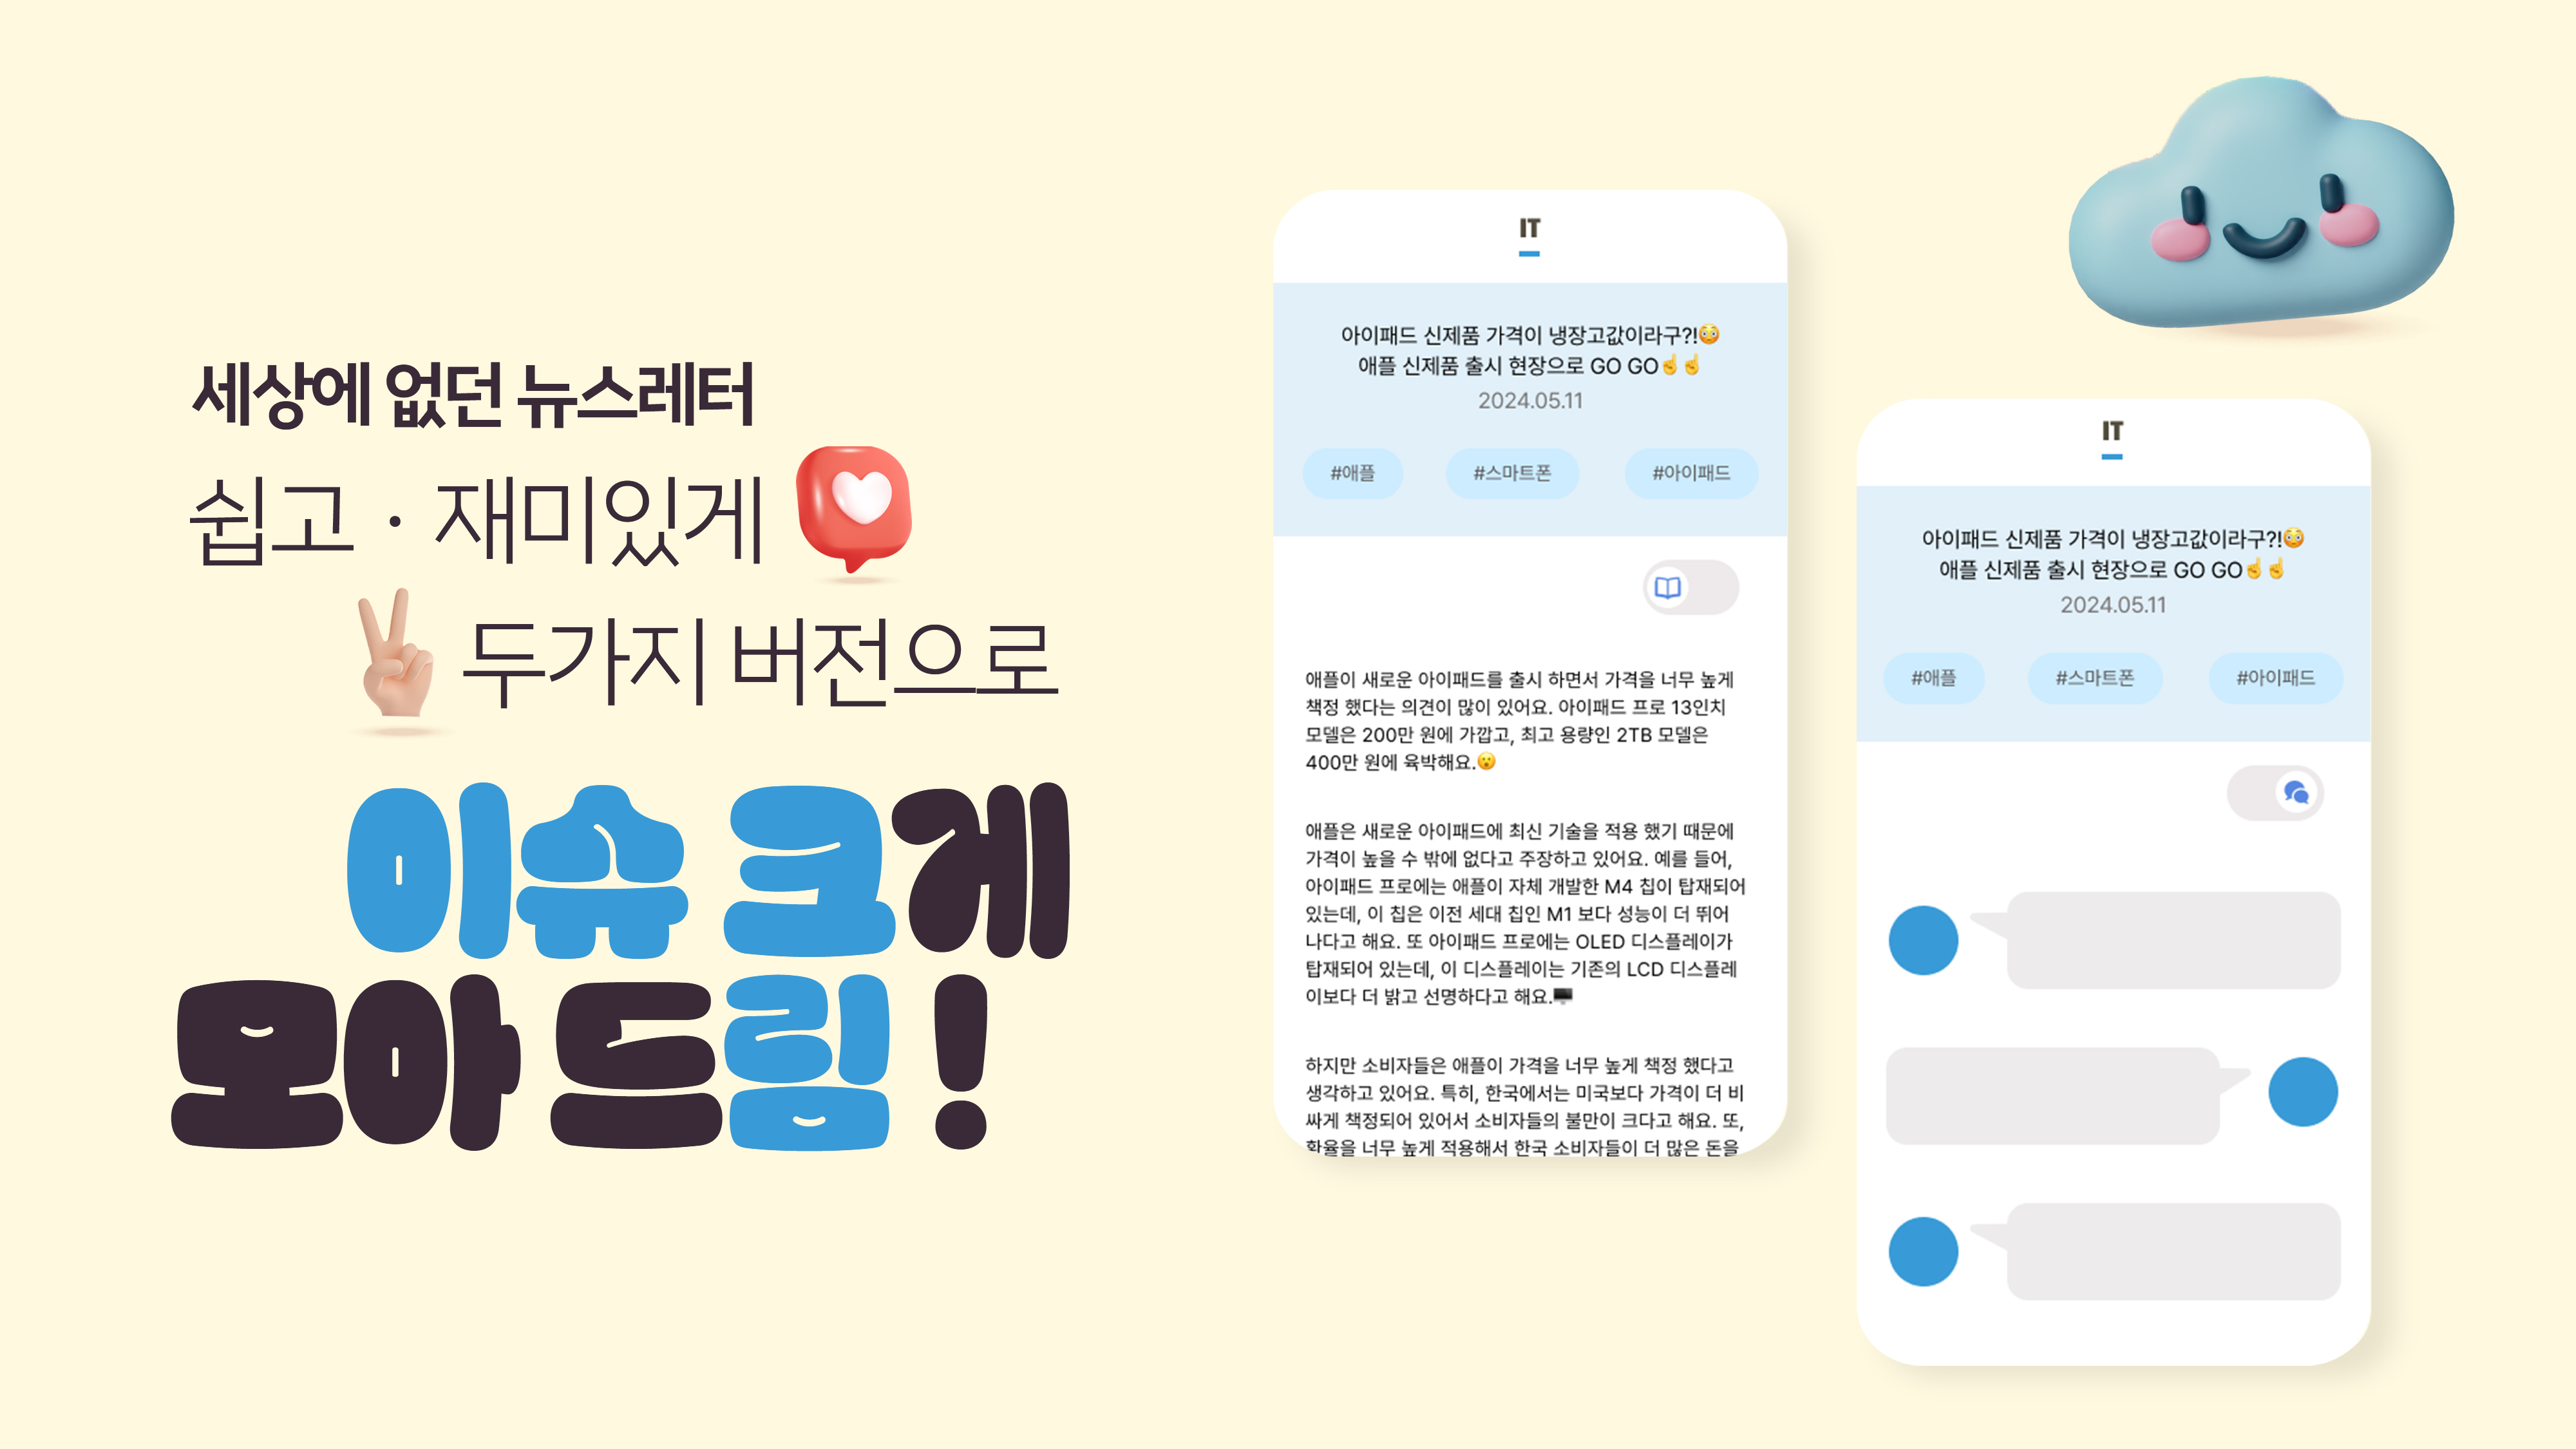 세상에 없던 뉴스레터
쉽고 · 재미있게
두가지 버전으로
이슈 크게
모아 드림 !
IT
아이패드 신제품 가격이 냉장고값이라구?!😳
애플 신제품 출시 현장으로 GO GO☝️☝️
2024.05.11
#애플 #스마트폰 #아이패드
애플이 새로운 아이패드를 출시 하면서 가격을 너무 높게
책정 했다는 의견이 많이 있어요. 아이패드 프로 13인치
모델은 200만 원에 가깝고, 최고 용량인 2TB 모델은
400만 원에 육박해요.😮
애플은 새로운 아이패드에 최신 기술을 적용 했기 때문에
가격이 높을 수 밖에 없다고 주장하고 있어요. 예를 들어,
아이패드 프로에는 애플이 자체 개발한 M4 칩이 탑재되어
있는데, 이 칩은 이전 세대 칩인 M1 보다 성능이 더 뛰어
나다고 해요. 또 아이패드 프로에는 OLED 디스플레이가
탑재되어 있는데, 이 디스플레이는 기존의 LCD 디스플레
이보다 더 밝고 선명하다고 해요.🖥️
하지만 소비자들은 애플이 가격을 너무 높게 책정 했다고
생각하고 있어요. 특히, 한국에서는 미국보다 가격이 더 비
싸게 책정되어 있어서 소비자들의 불만이 크다고 해요. 또,
환율을 너무 높게 적용해서 한국 소비자들이 더 많은 돈을
IT
아이패드 신제품 가격이 냉장고값이라구?!😳
애플 신제품 출시 현장으로 GO GO☝️☝️
2024.05.11
#애플 #스마트폰 #아이패드